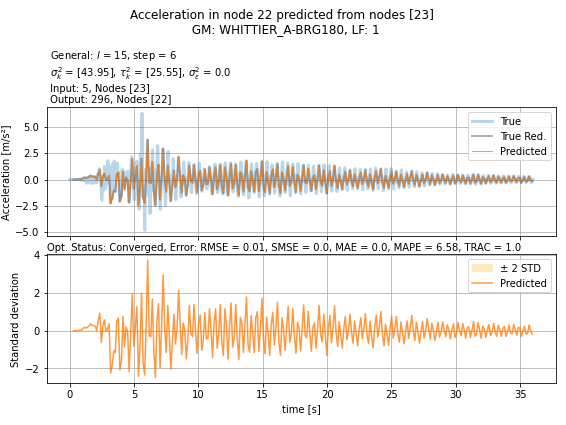 Acceleration in node 22 predicted from nodes [23]
GM: WHITTIER_A-BRG180, LF: 1
General: l = 15, step = 6
σ²ₖ = [43.95], τ²ₖ = [25.55], σ²ε = 0.0
Input: 5, Nodes [23]
Output: 296, Nodes [22]
Acceleration [m/s²]
5.0
2.5
0.0
−2.5
−5.0
True
True Red.
Predicted
Opt. Status: Converged, Error: RMSE = 0.01, SMSE = 0.0, MAE = 0.0, MAPE = 6.58, TRAC = 1.0
Standard deviation
4
2
0
−2
± 2 STD
Predicted
0 5 10 15 20 25 30 35
time [s]